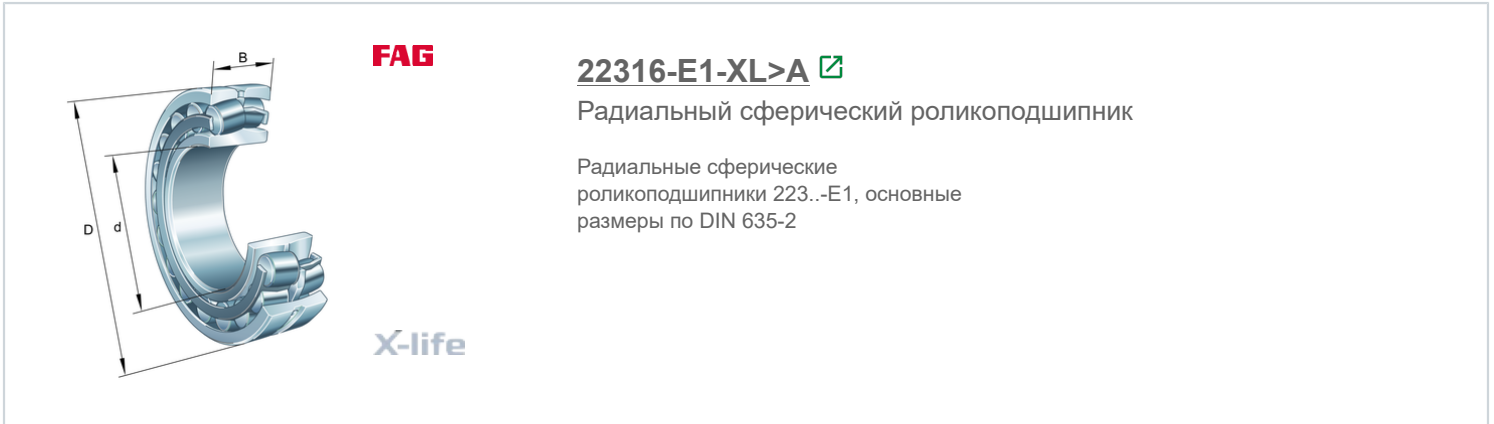 B
FAG
22316-E1-XL>A
Радиальный сферический роликоподшипник
Радиальные сферические
роликоподшипники 223..-E1, основные
размеры по DIN 635-2
D
d
X-life